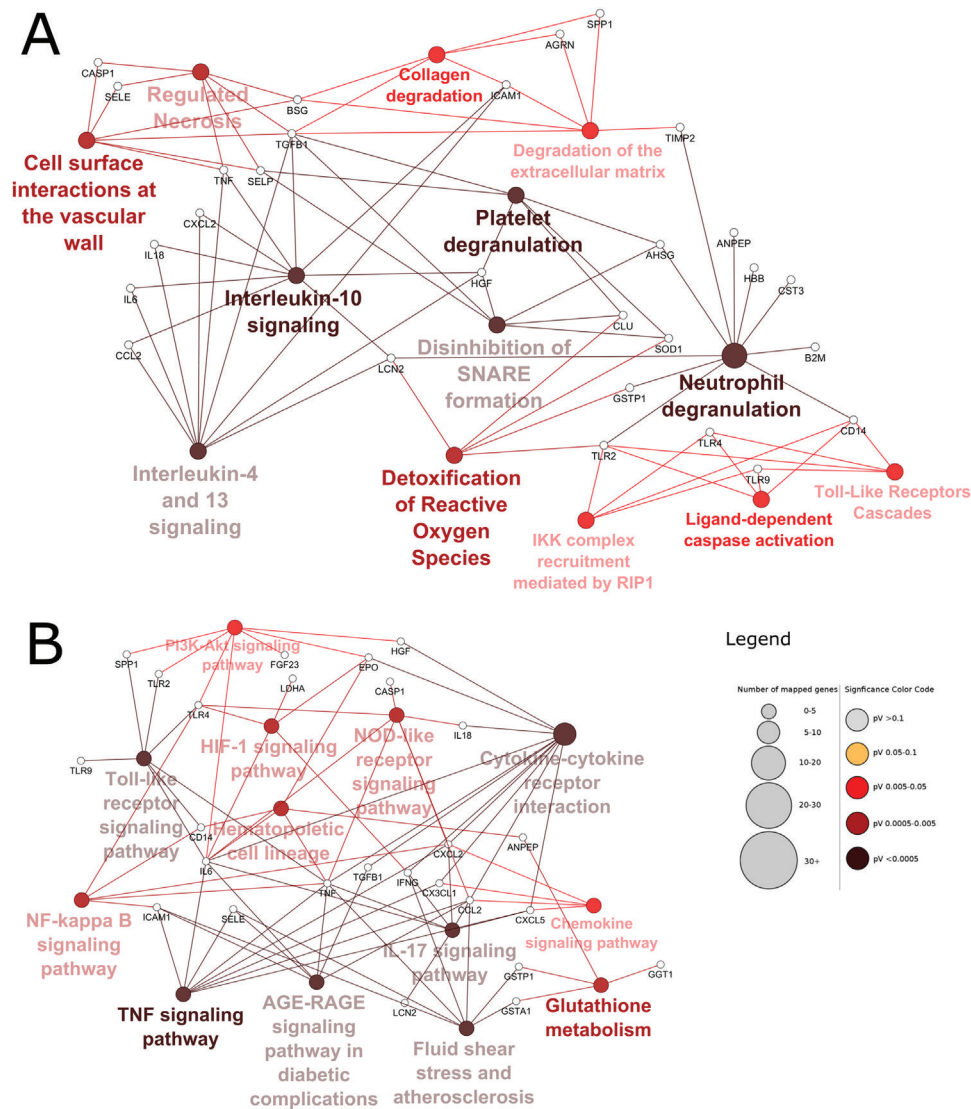 A
SPP1
AGRN
CASP1
SELE
Regulated
Necrosis
BSG
Collagen
degradation
ICAM1
TGFB1
TIMP2
Degradation of the
extracellular matrix
Cell surface
interactions at
the vascular
wall
TNF
SELP
CXCL2
Platelet
degranulation
ANPEP
IL18
AHSG
HBB
CST3
IL6
Interleukin-10
signaling
HGF
CLU
CCL2
Disinhibition of
SNARE
formation
SOD1
B2M
LCN2
Neutrophil
degranulation
GSTP1
TLR4
CD14
TLR2
Interleukin-4
and 13
signaling
Detoxification
of Reactive
Oxygen
Species
TLR9
Toll-Like Receptors
Cascades
IKK complex
recruitment
mediated by RIP1
Ligand-dependent
caspase activation
B
PI3K-Akt signaling
pathway
SPP1
TLR2
FGF23
EPO
HGF
LDHA
CASP1
TLR4
HIF-1 signaling
pathway
NOD-like
receptor
signaling
pathway
IL18
Cytokine-cytokine
receptor
interaction
TLR9
Toll-like
receptor
signaling
pathway
Hematopoietic
cell lineage
CD14
IL6
CXCL2
ANPEP
TGFB1
IFNG
CX3CL1
TNF
CCL2
CXCL5
Chemokine
signaling pathway
NF-kappa B
signaling
pathway
ICAM1
SELE
IL-17 signaling
pathway
GSTP1
GGT1
TNF signaling
pathway
AGE-RAGE
signaling
pathway in
diabetic
complications
LCN2
GSTA1
Glutathione
metabolism
Fluid shear
stress and
atherosclerosis
Legend
Number of mapped genes
0-5
5-10
10-20
20-30
30+
Signficance Color Code
pV >0.1
pV 0.05-0.1
pV 0.005-0.05
pV 0.0005-0.005
pV <0.0005